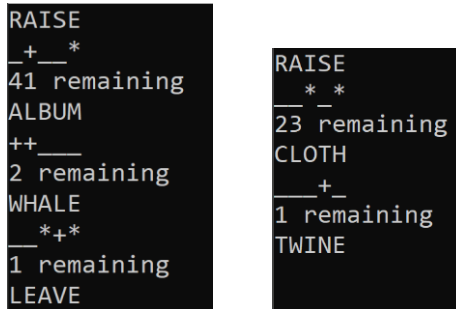 RAISE
_+__*
41 remaining
ALBUM
++___
2 remaining
WHALE
__*+*
1 remaining
LEAVE
RAISE
__*_*
23 remaining
CLOTH
___+_
1 remaining
TWINE